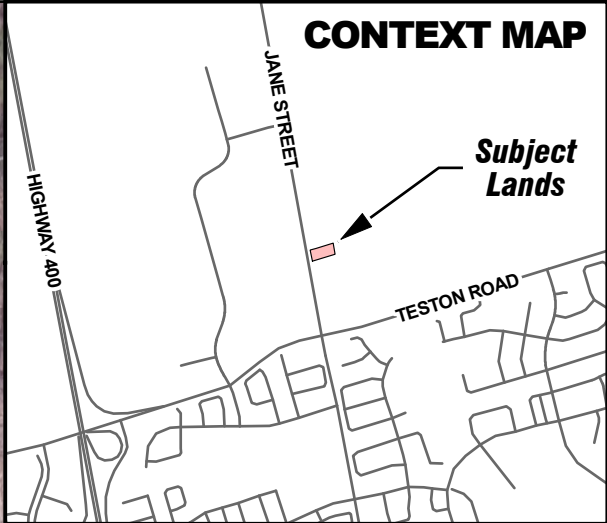 CONTEXT MAP
JANE STREET
Subject
Lands
HIGHWAY 400
TESTON ROAD